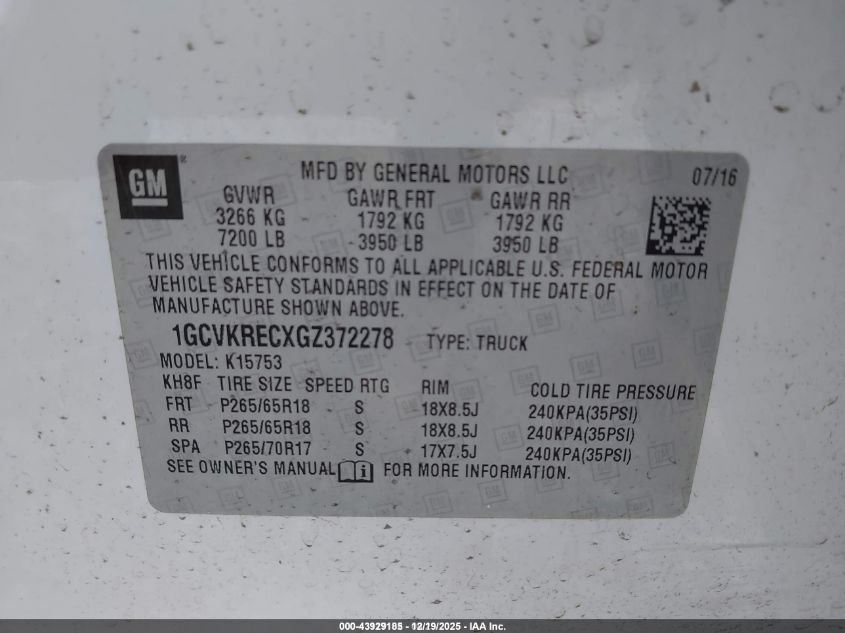 GM
MFD BY GENERAL MOTORS LLC 07/16
GVWR GAWR FRT GAWR RR
3266 KG 1792 KG 1792 KG
7200 LB 3950 LB 3950 LB
THIS VEHICLE CONFORMS TO ALL APPLICABLE U.S. FEDERAL MOTOR
VEHICLE SAFETY STANDARDS IN EFFECT ON THE DATE OF
MANUFACTURE SHOWN ABOVE.
1GCVKRECXGZ372278 TYPE: TRUCK
MODEL: K15753
KH8F TIRE SIZE SPEED RTG RIM COLD TIRE PRESSURE
FRT P265/65R18 S 18X8.5J 240KPA(35PSI)
RR P265/65R18 S 18X8.5J 240KPA(35PSI)
SPA P265/70R17 S 17X7.5J 240KPA(35PSI)
SEE OWNER'S MANUAL FOR MORE INFORMATION.
000-43929185 - 12/19/2025 - IAA Inc.